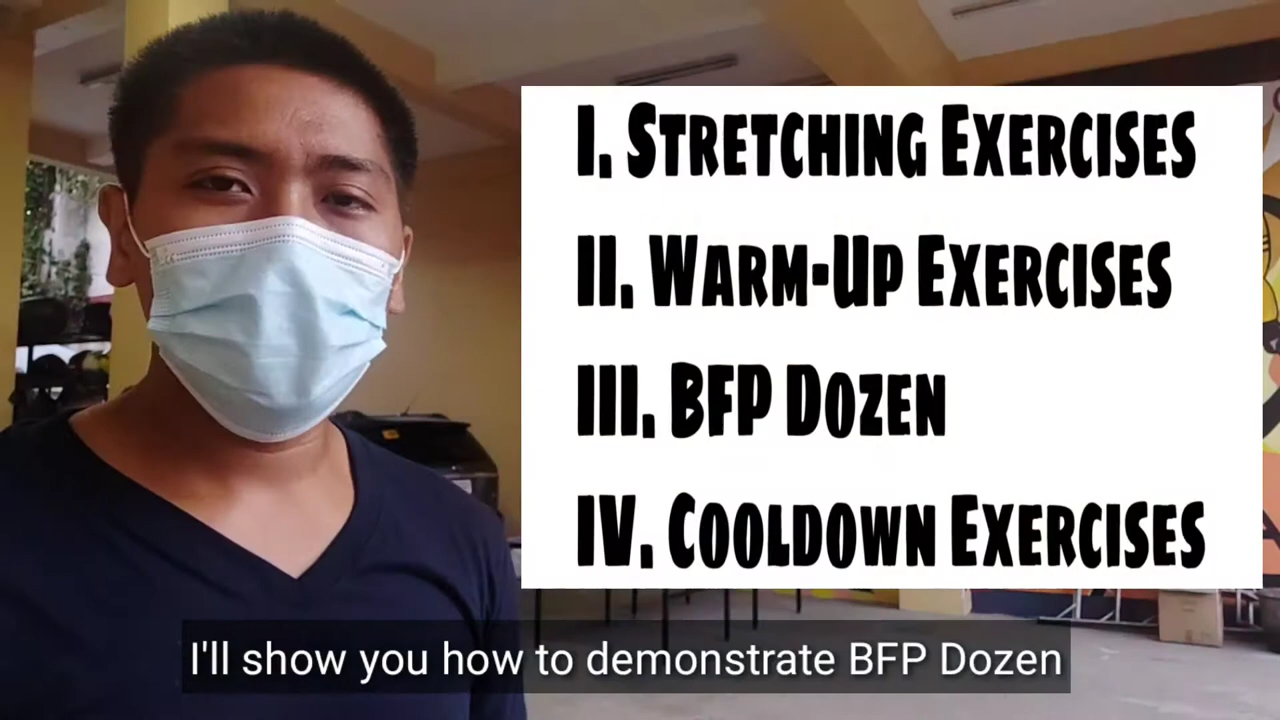 I. Stretching Exercises
II. Warm-Up Exercises
III. BFP Dozen
IV. Cooldown Exercises
I'll show you how to demonstrate BFP Dozen